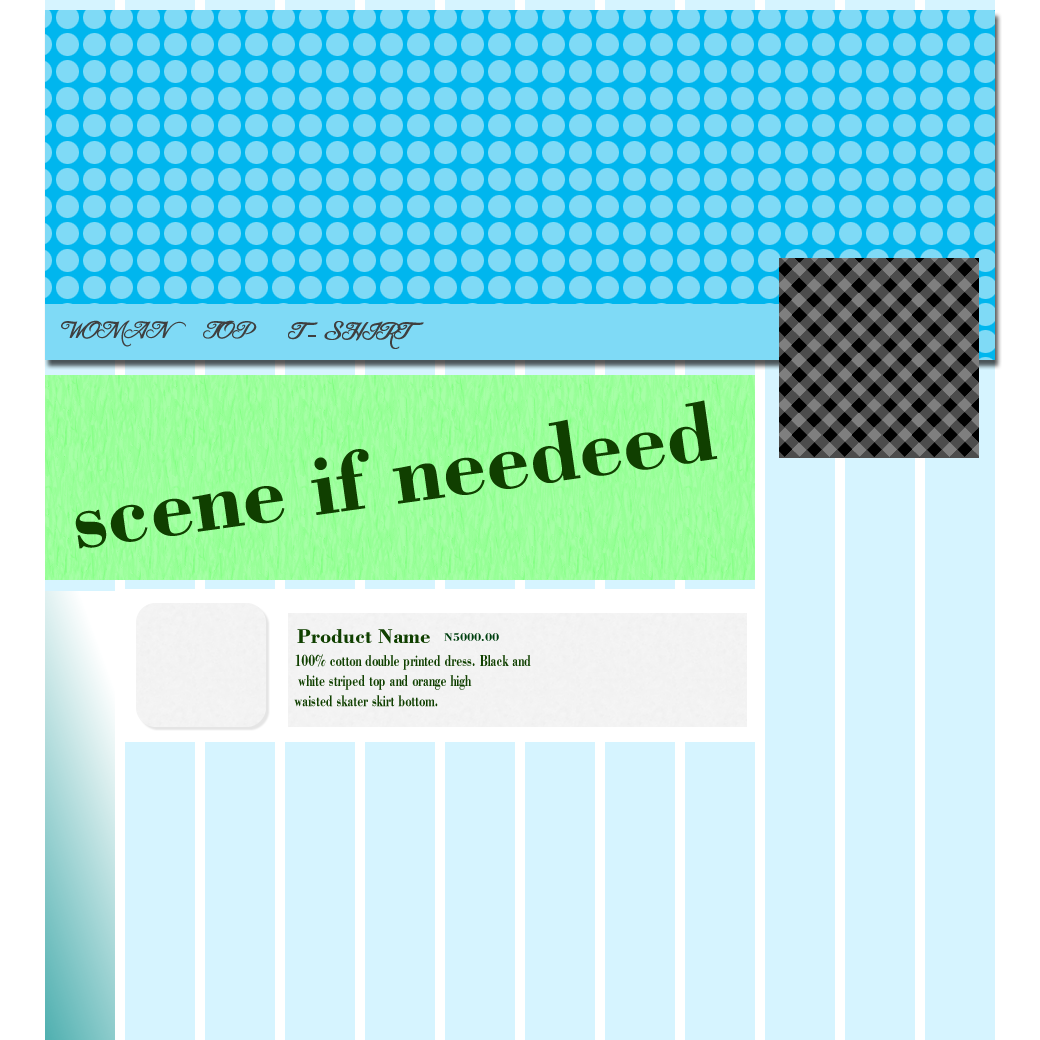 WOMAN TOP T- SHIRT
scene if needeed
Product Name N5000.00
100% cotton double printed dress. Black and
white striped top and orange high
waisted skater skirt bottom.